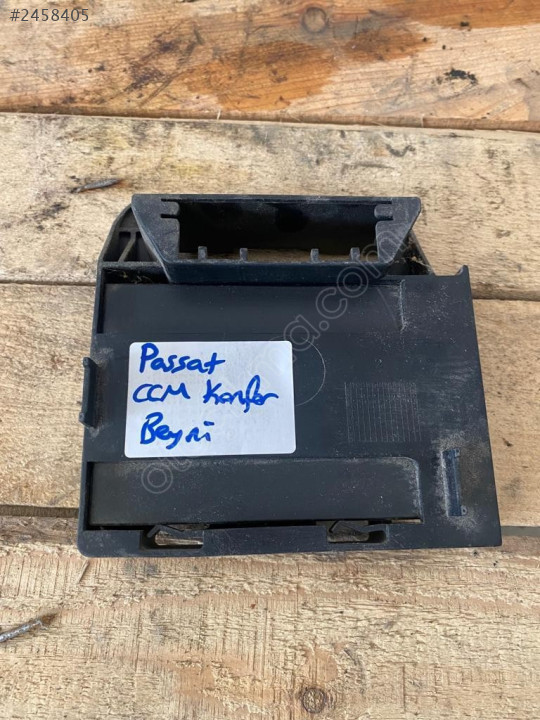 #2458405
Passat
CCM Konfor
Beyni